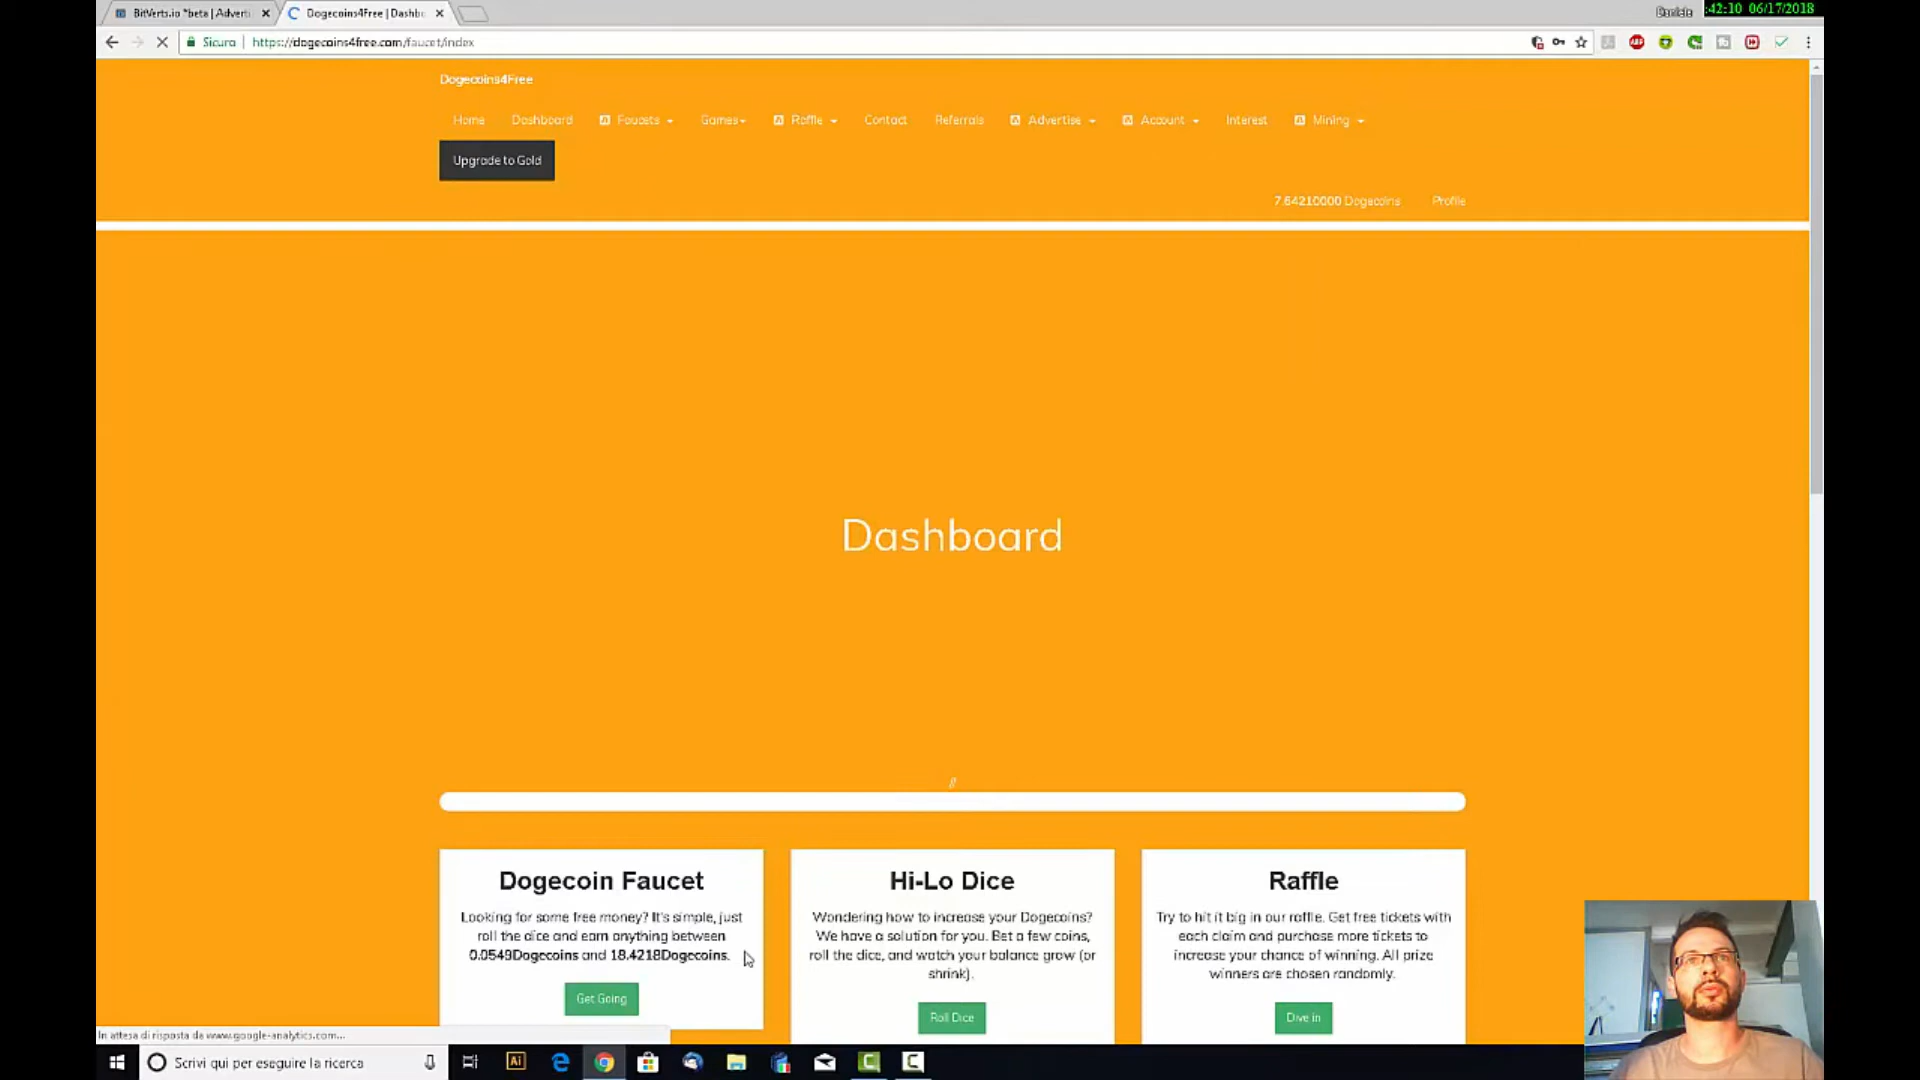 BitVerts.io *beta | Adverti
Dogecoins4Free | Dashbo
Daniele
:42:10 06/17/2018
Sicuro
https://dogecoins4free.com/faucet/index
ABP
Dogecoins4Free
Home Dashboard Faucets Games Raffle Contact Referrals Advertise Account Interest Mining
Upgrade to Gold
7.64210000 Dogecoins Profile
Dashboard
//
Dogecoin Faucet
Looking for some free money? It's simple, just
roll the dice and earn anything between
0.0549Dogecoins and 18.4218Dogecoins.
Get Going
Hi-Lo Dice
Wondering how to increase your Dogecoins?
We have a solution for you. Bet a few coins,
roll the dice, and watch your balance grow (or
shrink).
Roll Dice
Raffle
Try to hit it big in our raffle. Get free tickets with
each claim and purchase more tickets to
increase your chance of winning. All prize
winners are chosen randomly.
Dive in
In attesa di risposta da www.google-analytics.com...
Scrivi qui per eseguire la ricerca
Ai